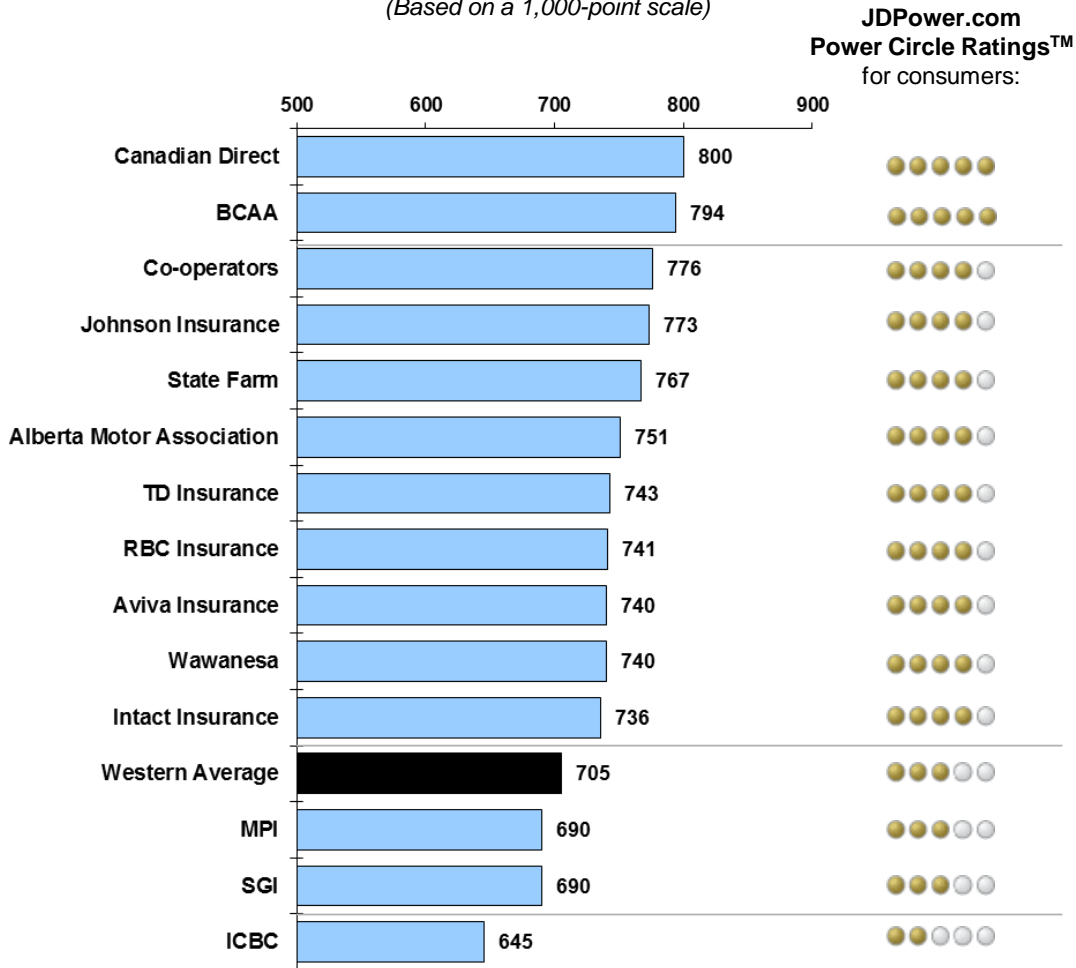 (Based on a 1,000-point scale)
JDPower.com
Power Circle Ratings™
for consumers:
500 600 700 800 900
Canadian Direct 800
BCAA 794
Co-operators 776
Johnson Insurance 773
State Farm 767
Alberta Motor Association 751
TD Insurance 743
RBC Insurance 741
Aviva Insurance 740
Wawanesa 740
Intact Insurance 736
Western Average 705
MPI 690
SGI 690
ICBC 645